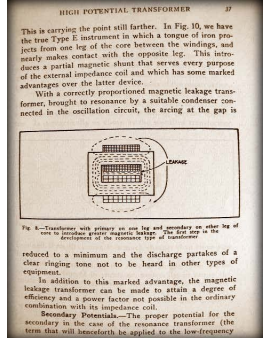 HIGH POTENTIAL TRANSFORMER 37
This is carrying the point still farther. In Fig. 10, we have
the true Type E instrument in which a tongue of iron pro-
jects from one leg of the core between the windings, and
nearly makes contact with the opposite leg. This intro-
duces a partial magnetic shunt that serves every purpose
of the external impedance coil and which has some marked
advantages over the latter device.
With a correctly proportioned magnetic leakage trans-
former, brought to resonance by a suitable condenser con-
nected in the oscillation circuit, the arcing at the gap is
LEAKAGE
Fig. 8.—Transformer with primary on one leg and secondary on other leg of
core to introduce greater magnetic leakage. The first step in the
development of the resonance type of transformer
reduced to a minimum and the discharge partakes of a
clear ringing tone not to be heard in other types of
equipment.
In addition to this marked advantage, the magnetic
leakage transformer can be made to attain a degree of
efficiency and a power factor not possible in the ordinary
combination with its impedance coil.
Secondary Potentials.—The proper potential for the
secondary in the case of the resonance transformer (the
term that will henceforth be applied to the low-frequency